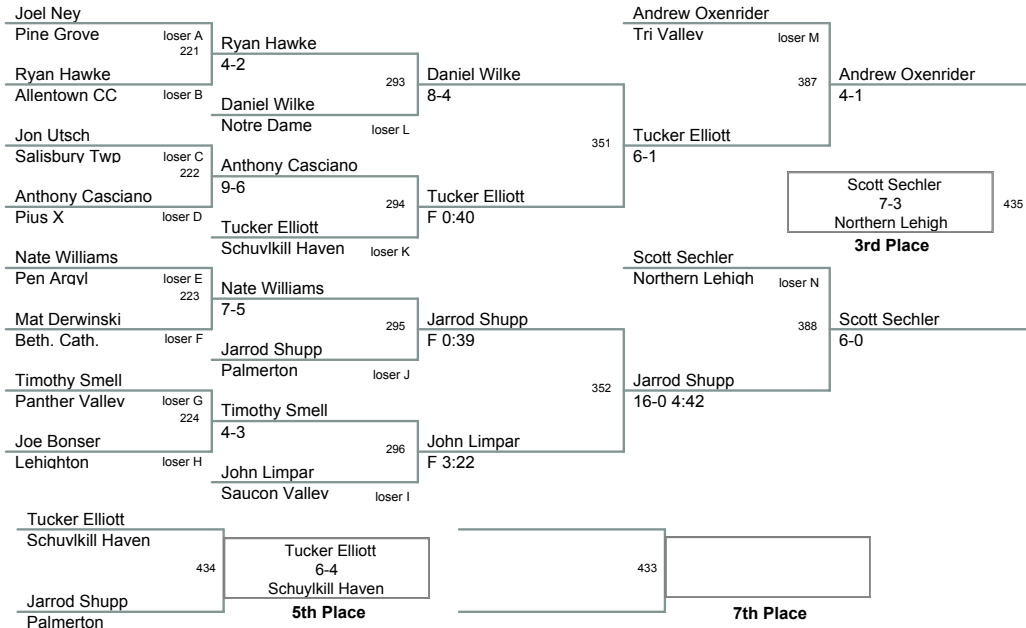 Joel Ney
Pine Grove
loser A
221
Ryan Hawke
Allentown CC
loser B
Jon Utsch
Salisbury Twp
loser C
222
Anthony Casciano
Pius X
loser D
Nate Williams
Pen Argyl
loser E
223
Mat Derwinski
Beth. Cath.
loser F
Timothy Smell
Panther Valley
loser G
224
Joe Bonser
Lehighton
loser H
Ryan Hawke
4-2
293
Daniel Wilke
Notre Dame
loser L
Anthony Casciano
9-6
294
Tucker Elliott
Schuylkill Haven
loser K
Nate Williams
7-5
295
Jarrod Shupp
Palmerton
loser J
Timothy Smell
4-3
296
John Limpar
Saucon Valley
loser I
Daniel Wilke
8-4
351
Tucker Elliott
F 0:40
Jarrod Shupp
F 0:39
352
John Limpar
F 3:22
Andrew Oxenrider
Tri Valley
loser M
387
Tucker Elliott
6-1
Scott Sechler
Northern Lehigh
loser N
388
Jarrod Shupp
16-0 4:42
Andrew Oxenrider
4-1
Scott Sechler
7-3
Northern Lehigh
435
3rd Place
Scott Sechler
6-0
Tucker Elliott
Schuylkill Haven
434
Jarrod Shupp
Palmerton
Tucker Elliott
6-4
Schuylkill Haven
5th Place
433
7th Place